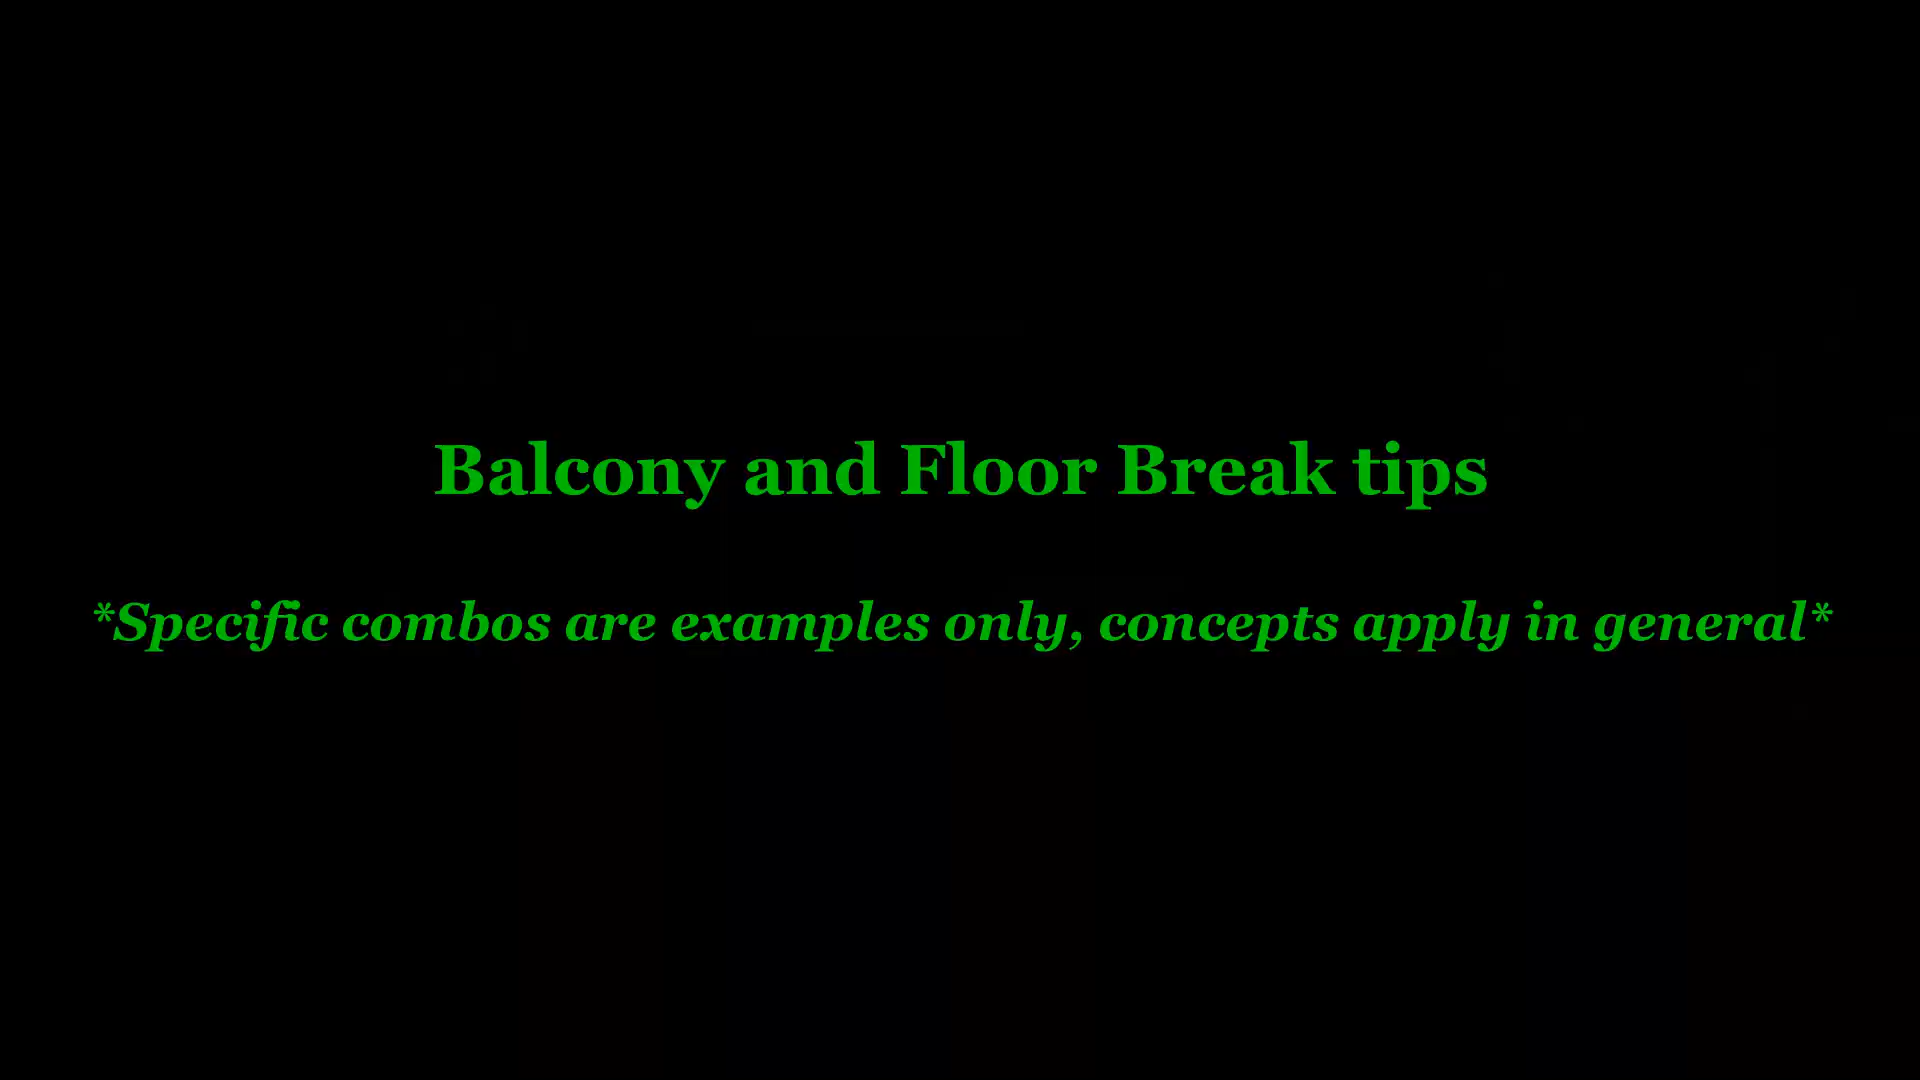 Balcony and Floor Break tips
*Specific combos are examples only, concepts apply in general*